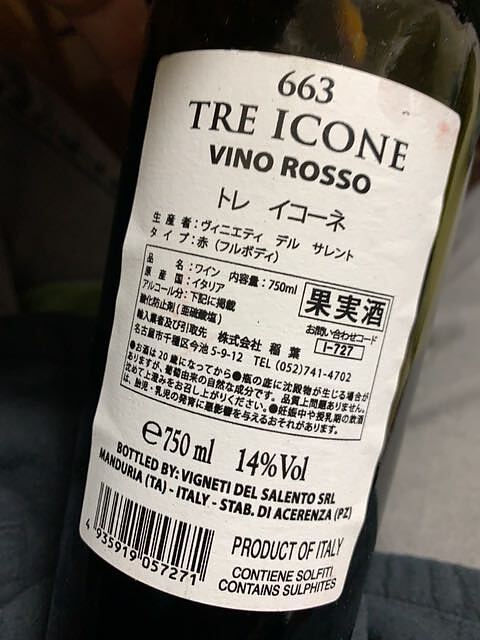 663
TRE ICONE
VINO ROSSO
トレ イコーネ
生産者：ヴィニエティ デル サレント
タイプ：赤（フルボディ）
品名：ワイン 内容量：750ml
原産国：イタリア
アルコール分：下記に掲載
酸化防止剤（亜硫酸塩）
果実酒
お問い合わせコード
I-727
輸入業者及び引取先 株式会社 稲葉
名古屋市千種区今池 5-9-12 TEL (052)741-4702
●お酒は20歳になってから●瓶の底に沈殿物が生じる場合が
ありますが、葡萄由来の自然な成分です。品質上問題ありません。
沈めて上澄みをお召し上がりください。●妊娠中や授乳期の飲酒
は、胎児・乳児の発育に悪影響を与えるおそれがあります。
e750 ml 14%Vol
BOTTLED BY: VIGNETI DEL SALENTO SRL
MANDURIA (TA) - ITALY - STAB. DI ACERENZA (PZ)
4 935919 057271
PRODUCT OF ITALY
CONTIENE SOLFITI
CONTAINS SULPHITES